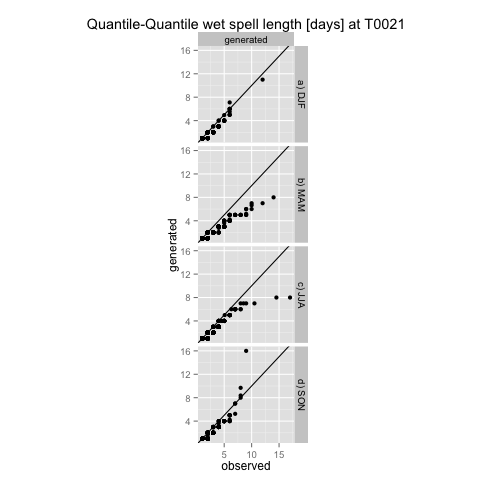 Quantile-Quantile wet spell length [days] at T0021
generated
16
12
8
4
a) DJF
16
12
8
4
b) MAM
16
12
8
4
c) JJA
16
12
8
4
d) SON
generated
5 10 15
observed